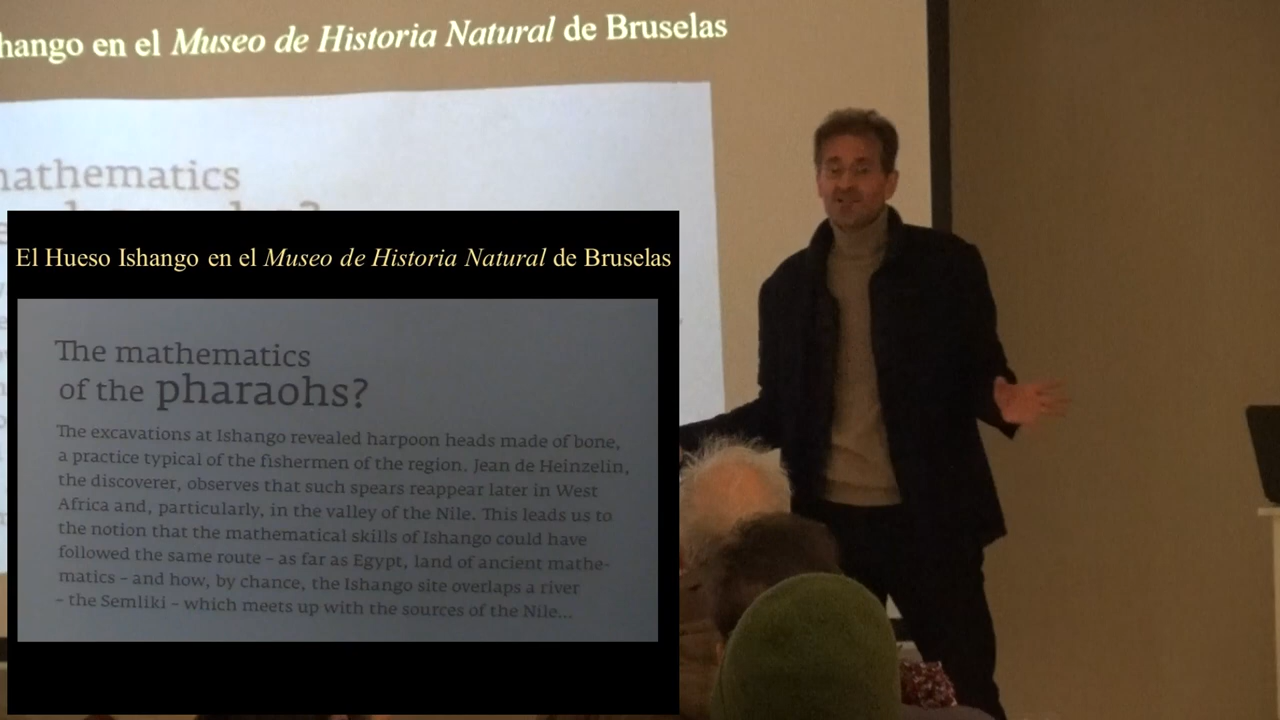 hango en el Museo de Historia Natural de Bruselas
mathematics
El Hueso Ishango en el Museo de Historia Natural de Bruselas
The mathematics
of the pharaohs?
The excavations at Ishango revealed harpoon heads made of bone,
a practice typical of the fishermen of the region. Jean de Heinzelin,
the discoverer, observes that such spears reappear later in West
Africa and, particularly, in the valley of the Nile. This leads us to
the notion that the mathematical skills of Ishango could have
followed the same route – as far as Egypt, land of ancient mathe-
matics – and how, by chance, the Ishango site overlaps a river
– the Semliki – which meets up with the sources of the Nile...